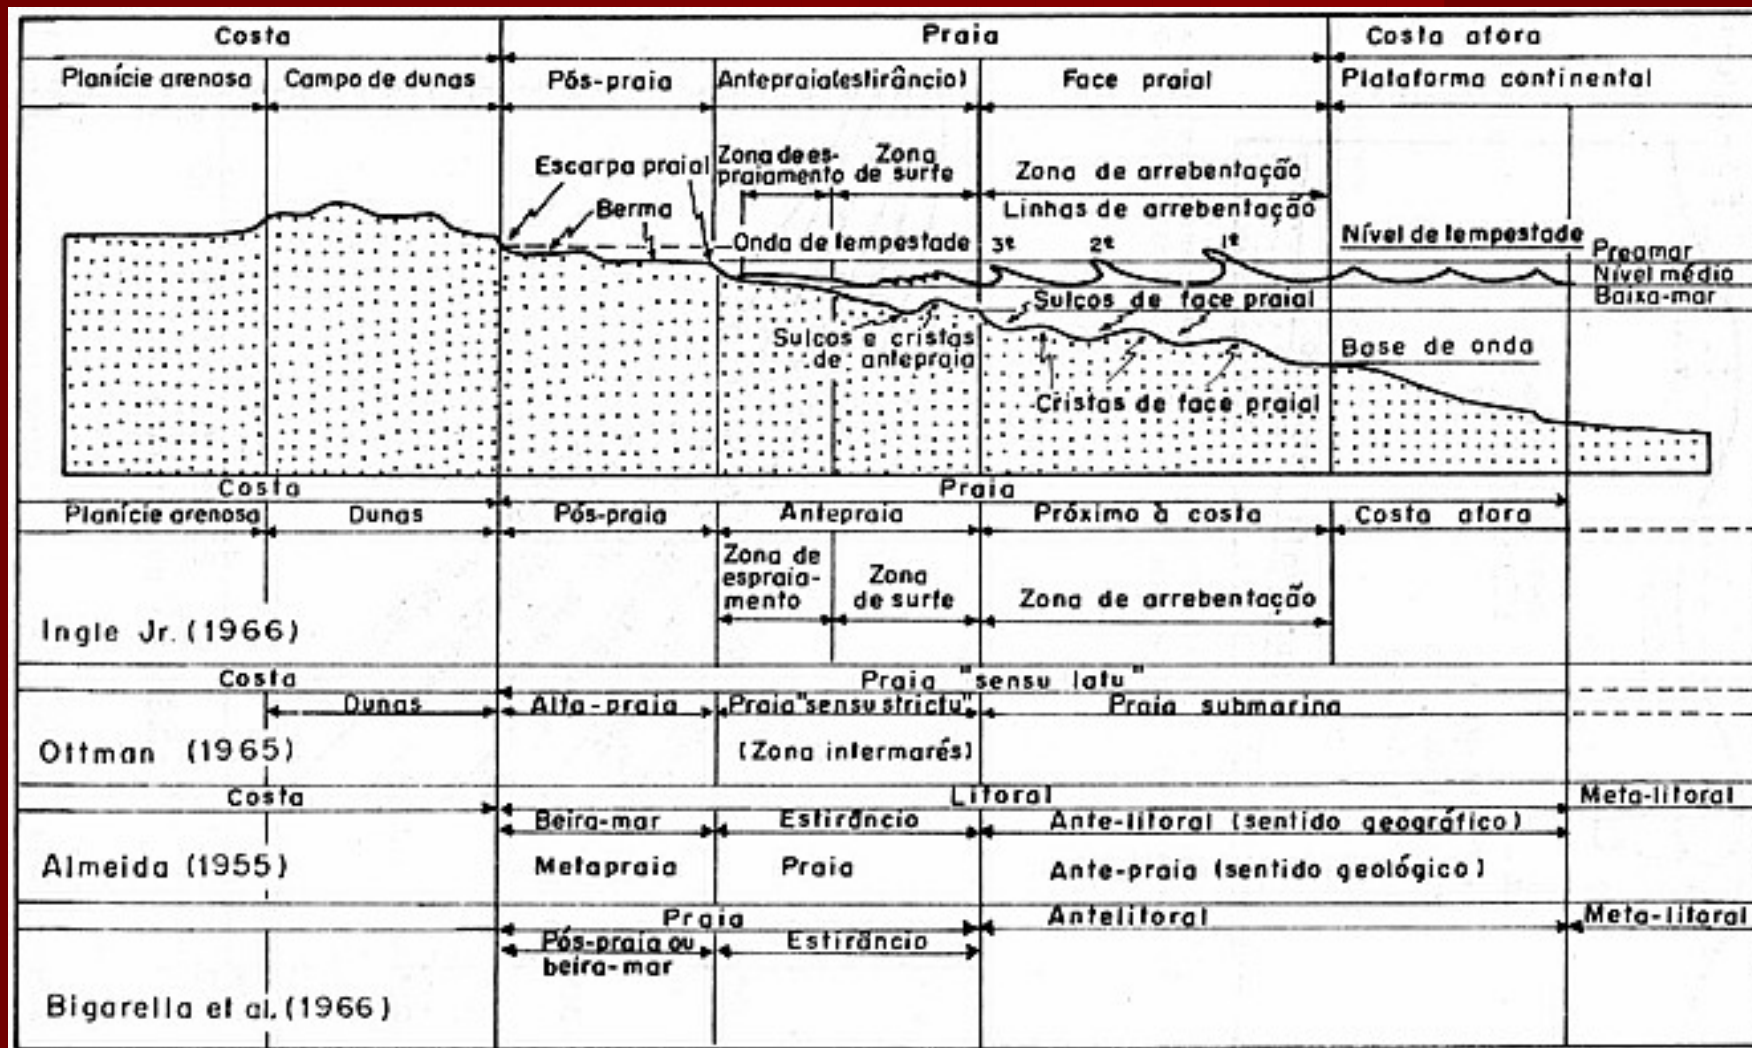 Costa Praia Costa afora
Planície arenosa Campo de dunas Pós-praia Antepraia(estirâncio) Face praial Plataforma continental
Escarpa praial
Berma
Zona de es-
praiamento
Zona
de surfe
Zona de arrebentação
Linhas de arrebentação
Onda de tempestade 3ª 2ª 1ª
Nível de tempestade
Preamar
Nível médio
Baixa-mar
Sulcos de face praial
Sulcos e cristas
de antepraia
Base de onda
Cristas de face praial
Costa Praia
Planície arenosa Dunas Pós-praia Antepraia Próximo à costa Costa afora
Zona de
espraia-
mento
Zona
de surfe
Zona de arrebentação
Ingle Jr. (1966)
Costa Praia "sensu latu"
Dunas Alta-praia Praia"sensu strictu" Praia submarina
Ottman (1965) (Zona intermarés)
Costa Litoral Meta-litoral
Beira-mar Estirâncio Ante-litoral (sentido geográfico)
Almeida (1955) Metapraia Praia Ante-praia (sentido geológico)
Praia Antelitoral Meta-litoral
Pós-praia ou Estirâncio
beira-mar
Bigarella et al. (1966)